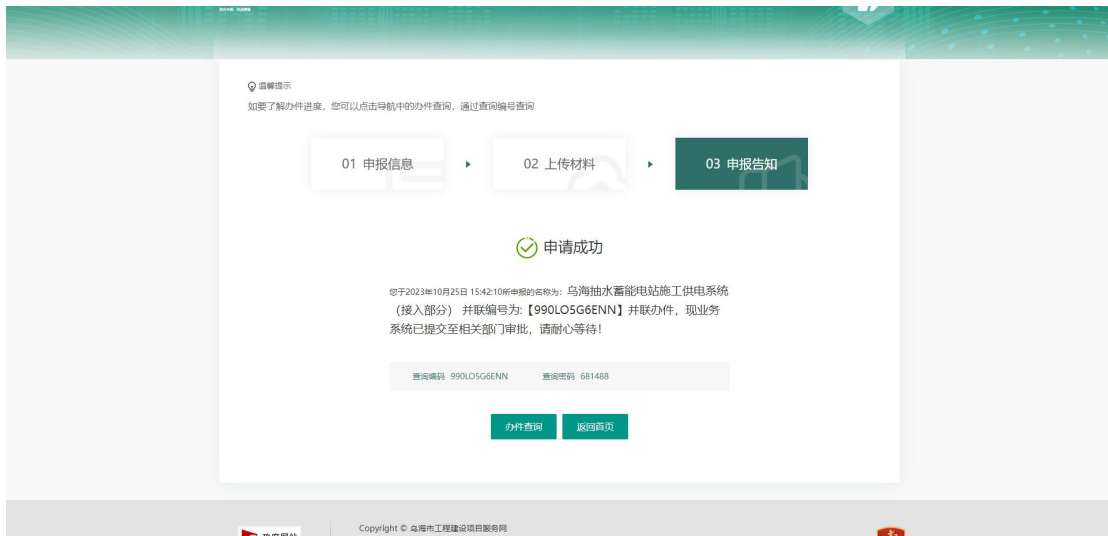 温馨提示
如要了解办件进度，您可以点击导航中的办件查询，通过查询编号查询
01 申报信息
02 上传材料
03 申报告知
申请成功
您于2023年10月25日 15:42:10所申报的名称为：乌海抽水蓄能电站施工供电系统
（接入部分） 并联编号为:【990LO5G6ENN】并联办件，现业务
系统已提交至相关部门审批，请耐心等待！
查询编码 990LO5G6ENN 查询密码 681488
办件查询 返回首页
Copyright © 乌海市工程建设项目服务网